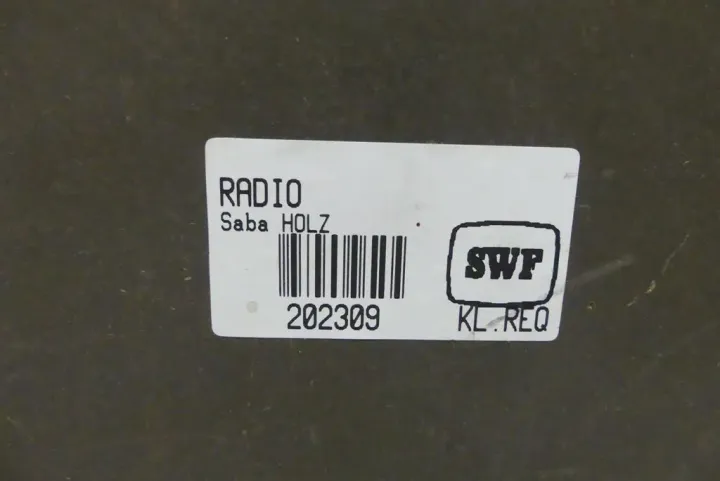 RADIO
Saba HOLZ
SWF
202309
KL.REQ